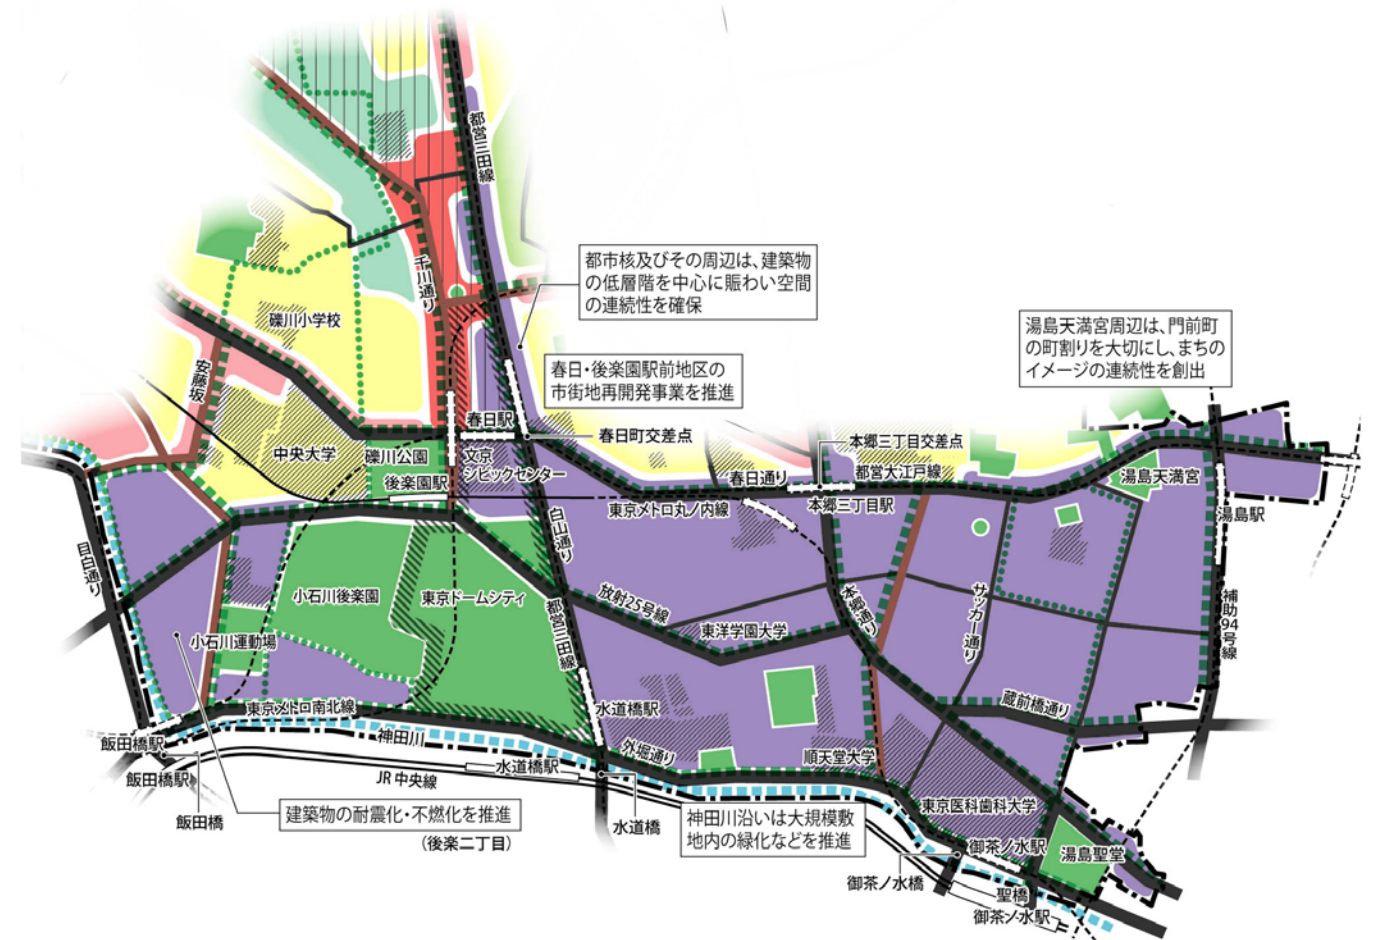 都営三田線
千川通り
都市核及びその周辺は、建築物
の低層階を中心に賑わい空間
の連続性を確保
礫川小学校
湯島天満宮周辺は、門前町
の町割りを大切にし、まちの
イメージの連続性を創出
安藤坂
春日・後楽園駅前地区の
市街地再開発事業を推進
春日駅
春日町交差点
中央大学
礫川公園
文京
シビックセンター
後楽園駅
本郷三丁目交差点
春日通り
都営大江戸線
湯島天満宮
東京メトロ丸ノ内線
本郷三丁目駅
湯島駅
白山通り
目白通り
小石川後楽園
東京ドームシティ
放射25号線
本郷通り
サッカー通り
補助94号線
都営三田線
東洋学園大学
小石川運動場
東京メトロ南北線
水道橋駅
蔵前橋通り
神田川
外堀通り
順天堂大学
飯田橋駅
飯田橋駅
JR中央線
水道橋駅
東京医科歯科大学
飯田橋
建築物の耐震化・不燃化を推進
(後楽二丁目)
水道橋
神田川沿いは大規模敷
地内の緑化などを推進
御茶ノ水駅
湯島聖堂
御茶ノ水橋
聖橋
御茶ノ水駅